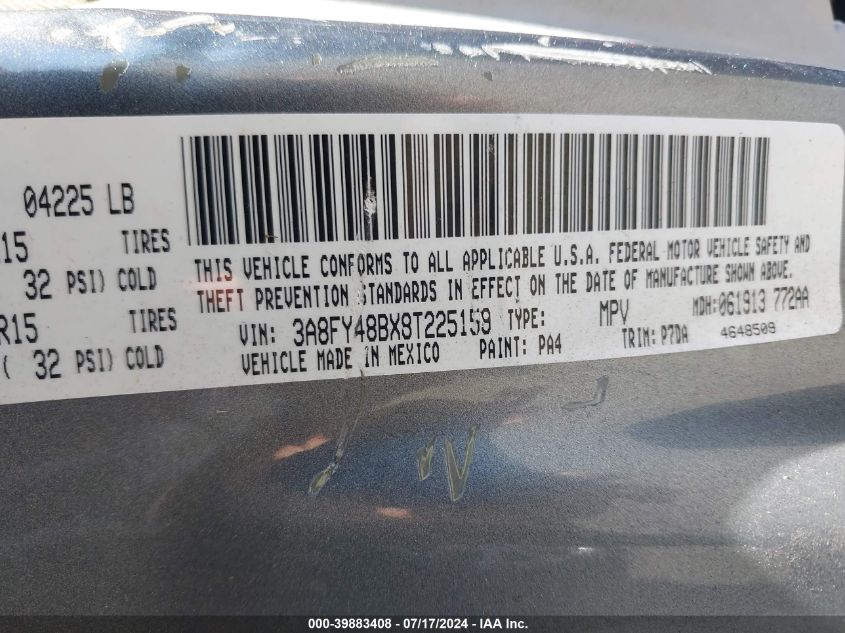 04225 LB
15 TIRES
32 PSI) COLD
R15 TIRES
( 32 PSI) COLD
THIS VEHICLE CONFORMS TO ALL APPLICABLE U.S.A. FEDERAL MOTOR VEHICLE SAFETY AND
THEFT PREVENTION STANDARDS IN EFFECT ON THE DATE OF MANUFACTURE SHOWN ABOVE.
VIN: 3A8FY48BX9T225159 TYPE: MPV MDH:061913 772AA
VEHICLE MADE IN MEXICO PAINT: PA4 TRIM: P7DA 4648509
000-39883408 - 07/17/2024 - IAA Inc.